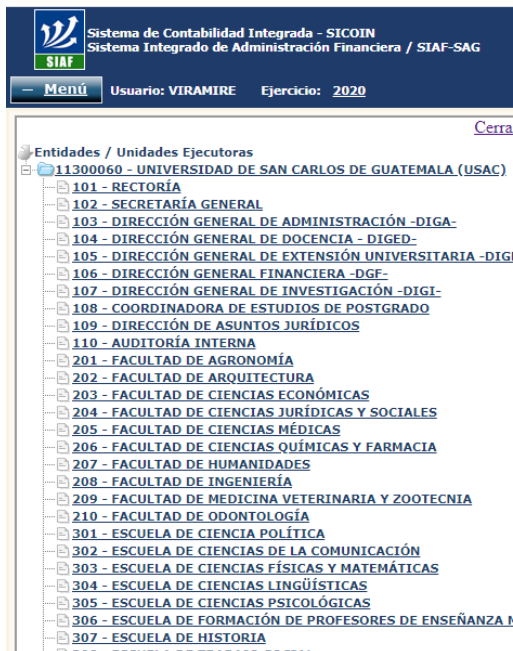 Sistema de Contabilidad Integrada - SICOIN
Sistema Integrado de Administración Financiera / SIAF-SAG
SIAF
— Menú Usuario: VIRAMIRE Ejercicio: 2020
Cerra
Entidades / Unidades Ejecutoras
11300060 - UNIVERSIDAD DE SAN CARLOS DE GUATEMALA (USAC)
101 - RECTORÍA
102 - SECRETARÍA GENERAL
103 - DIRECCIÓN GENERAL DE ADMINISTRACIÓN -DIGA-
104 - DIRECCIÓN GENERAL DE DOCENCIA - DIGED-
105 - DIRECCIÓN GENERAL DE EXTENSIÓN UNIVERSITARIA -DIGE
106 - DIRECCIÓN GENERAL FINANCIERA -DGF-
107 - DIRECCIÓN GENERAL DE INVESTIGACIÓN -DIGI-
108 - COORDINADORA DE ESTUDIOS DE POSTGRADO
109 - DIRECCIÓN DE ASUNTOS JURÍDICOS
110 - AUDITORÍA INTERNA
201 - FACULTAD DE AGRONOMÍA
202 - FACULTAD DE ARQUITECTURA
203 - FACULTAD DE CIENCIAS ECONÓMICAS
204 - FACULTAD DE CIENCIAS JURÍDICAS Y SOCIALES
205 - FACULTAD DE CIENCIAS MÉDICAS
206 - FACULTAD DE CIENCIAS QUÍMICAS Y FARMACIA
207 - FACULTAD DE HUMANIDADES
208 - FACULTAD DE INGENIERÍA
209 - FACULTAD DE MEDICINA VETERINARIA Y ZOOTECNIA
210 - FACULTAD DE ODONTOLOGÍA
301 - ESCUELA DE CIENCIA POLÍTICA
302 - ESCUELA DE CIENCIAS DE LA COMUNICACIÓN
303 - ESCUELA DE CIENCIAS FÍSICAS Y MATEMÁTICAS
304 - ESCUELA DE CIENCIAS LINGÜÍSTICAS
305 - ESCUELA DE CIENCIAS PSICOLÓGICAS
306 - ESCUELA DE FORMACIÓN DE PROFESORES DE ENSEÑANZA M
307 - ESCUELA DE HISTORIA